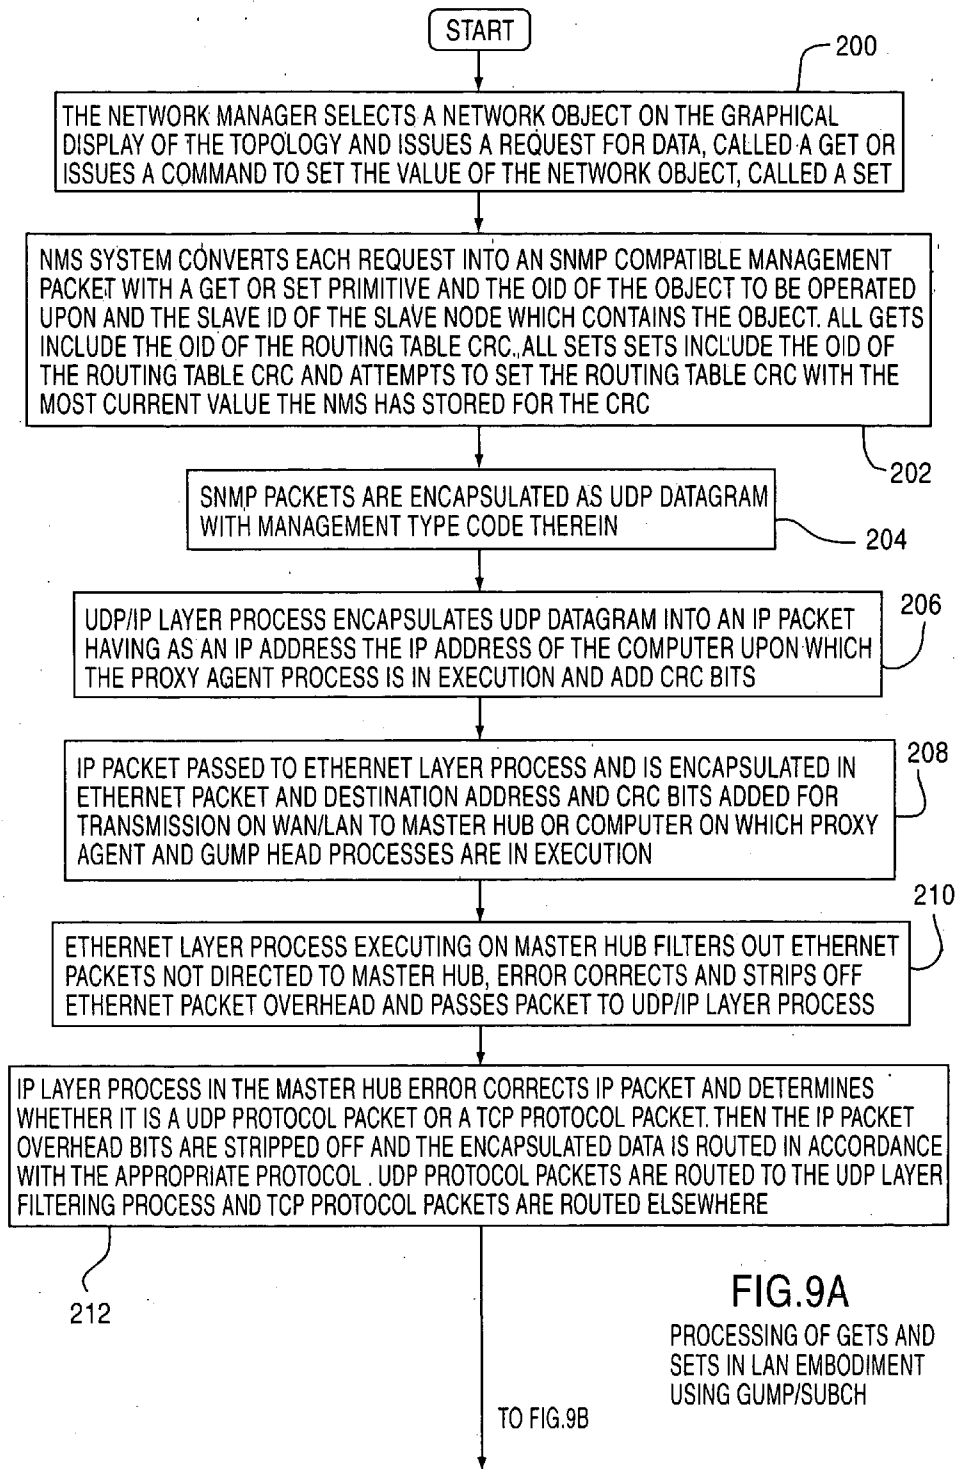 START
200
THE NETWORK MANAGER SELECTS A NETWORK OBJECT ON THE GRAPHICAL
DISPLAY OF THE TOPOLOGY AND ISSUES A REQUEST FOR DATA, CALLED A GET OR
ISSUES A COMMAND TO SET THE VALUE OF THE NETWORK OBJECT, CALLED A SET
NMS SYSTEM CONVERTS EACH REQUEST INTO AN SNMP COMPATIBLE MANAGEMENT
PACKET WITH A GET OR SET PRIMITIVE AND THE OID OF THE OBJECT TO BE OPERATED
UPON AND THE SLAVE ID OF THE SLAVE NODE WHICH CONTAINS THE OBJECT. ALL GETS
INCLUDE THE OID OF THE ROUTING TABLE CRC., ALL SETS SETS INCLUDE THE OID OF
THE ROUTING TABLE CRC AND ATTEMPTS TO SET THE ROUTING TABLE CRC WITH THE
MOST CURRENT VALUE THE NMS HAS STORED FOR THE CRC
202
SNMP PACKETS ARE ENCAPSULATED AS UDP DATAGRAM
WITH MANAGEMENT TYPE CODE THEREIN
204
UDP/IP LAYER PROCESS ENCAPSULATES UDP DATAGRAM INTO AN IP PACKET
HAVING AS AN IP ADDRESS THE IP ADDRESS OF THE COMPUTER UPON WHICH
THE PROXY AGENT PROCESS IS IN EXECUTION AND ADD CRC BITS
206
IP PACKET PASSED TO ETHERNET LAYER PROCESS AND IS ENCAPSULATED IN
ETHERNET PACKET AND DESTINATION ADDRESS AND CRC BITS ADDED FOR
TRANSMISSION ON WAN/LAN TO MASTER HUB OR COMPUTER ON WHICH PROXY
AGENT AND GUMP HEAD PROCESSES ARE IN EXECUTION
208
210
ETHERNET LAYER PROCESS EXECUTING ON MASTER HUB FILTERS OUT ETHERNET
PACKETS NOT DIRECTED TO MASTER HUB, ERROR CORRECTS AND STRIPS OFF
ETHERNET PACKET OVERHEAD AND PASSES PACKET TO UDP/IP LAYER PROCESS
IP LAYER PROCESS IN THE MASTER HUB ERROR CORRECTS IP PACKET AND DETERMINES
WHETHER IT IS A UDP PROTOCOL PACKET OR A TCP PROTOCOL PACKET. THEN THE IP PACKET
OVERHEAD BITS ARE STRIPPED OFF AND THE ENCAPSULATED DATA IS ROUTED IN ACCORDANCE
WITH THE APPROPRIATE PROTOCOL . UDP PROTOCOL PACKETS ARE ROUTED TO THE UDP LAYER
FILTERING PROCESS AND TCP PROTOCOL PACKETS ARE ROUTED ELSEWHERE
212
FIG.9A
PROCESSING OF GETS AND
SETS IN LAN EMBODIMENT
USING GUMP/SUBCH
TO FIG.9B